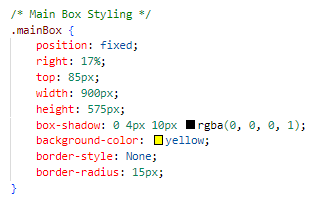 /* Main Box Styling */
.mainBox {
    position: fixed;
    right: 17%;
    top: 85px;
    width: 900px;
    height: 575px;
    box-shadow: 0 4px 10px rgba(0, 0, 0, 1);
    background-color: yellow;
    border-style: None;
    border-radius: 15px;
}